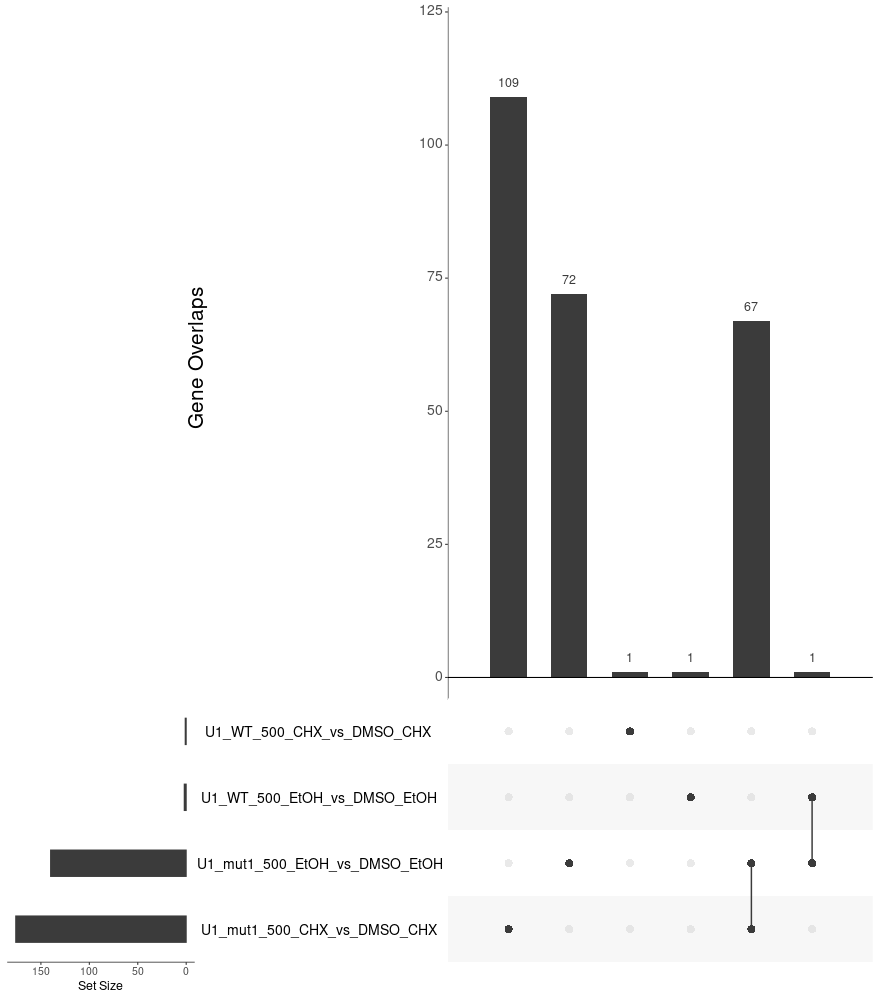 125
109
100
75
72
67
Gene Overlaps
50
25
1
1
1
0
U1_WT_500_CHX_vs_DMSO_CHX
U1_WT_500_EtOH_vs_DMSO_EtOH
U1_mut1_500_EtOH_vs_DMSO_EtOH
U1_mut1_500_CHX_vs_DMSO_CHX
150 100 50 0
Set Size